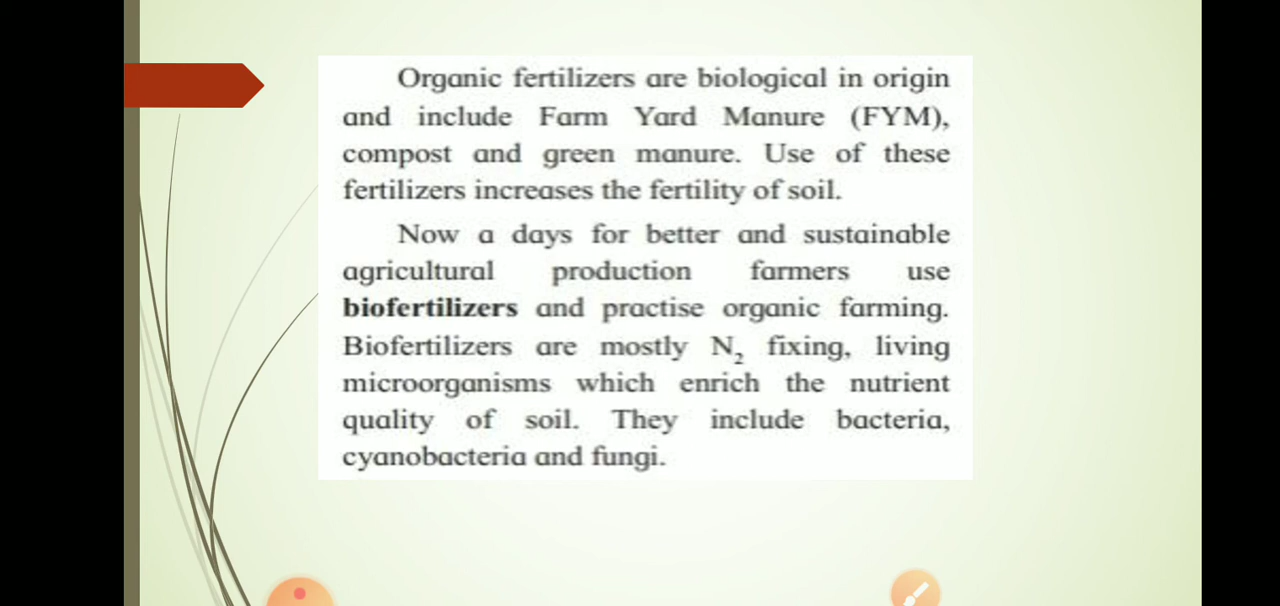 Organic fertilizers are biological in origin
and include Farm Yard Manure (FYM),
compost and green manure. Use of these
fertilizers increases the fertility of soil.
Now a days for better and sustainable
agricultural production farmers use
biofertilizers and practise organic farming.
Biofertilizers are mostly N₂ fixing, living
microorganisms which enrich the nutrient
quality of soil. They include bacteria,
cyanobacteria and fungi.